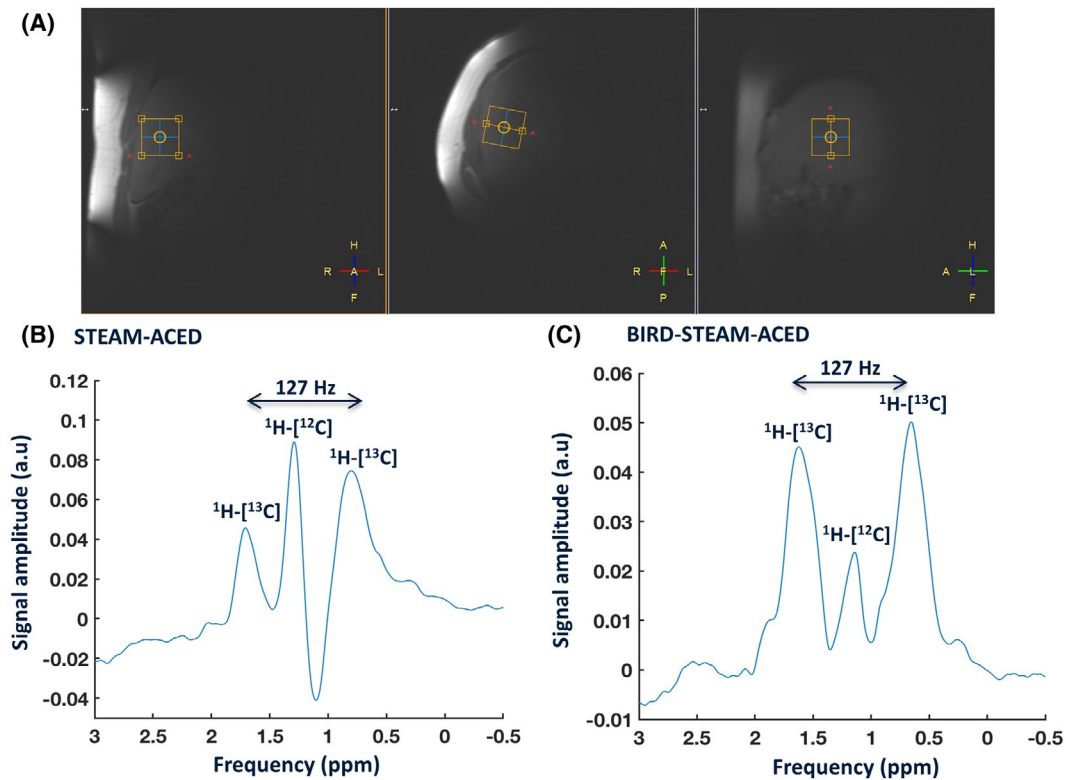 (A)
H
R A L
F
A
R F L
P
H
A L
F
(B) STEAM-ACED
127 Hz
¹H-[¹²C]
¹H-[¹³C]
¹H-[¹³C]
Signal amplitude (a.u)
0.12
0.1
0.08
0.06
0.04
0.02
0
-0.02
-0.04
3 2.5 2 1.5 1 0.5 0 -0.5
Frequency (ppm)
(C) BIRD-STEAM-ACED
127 Hz
¹H-[¹³C]
¹H-[¹³C]
¹H-[¹²C]
Signal amplitude (a.u)
0.06
0.05
0.04
0.03
0.02
0.01
0
-0.01
3 2.5 2 1.5 1 0.5 0 -0.5
Frequency (ppm)